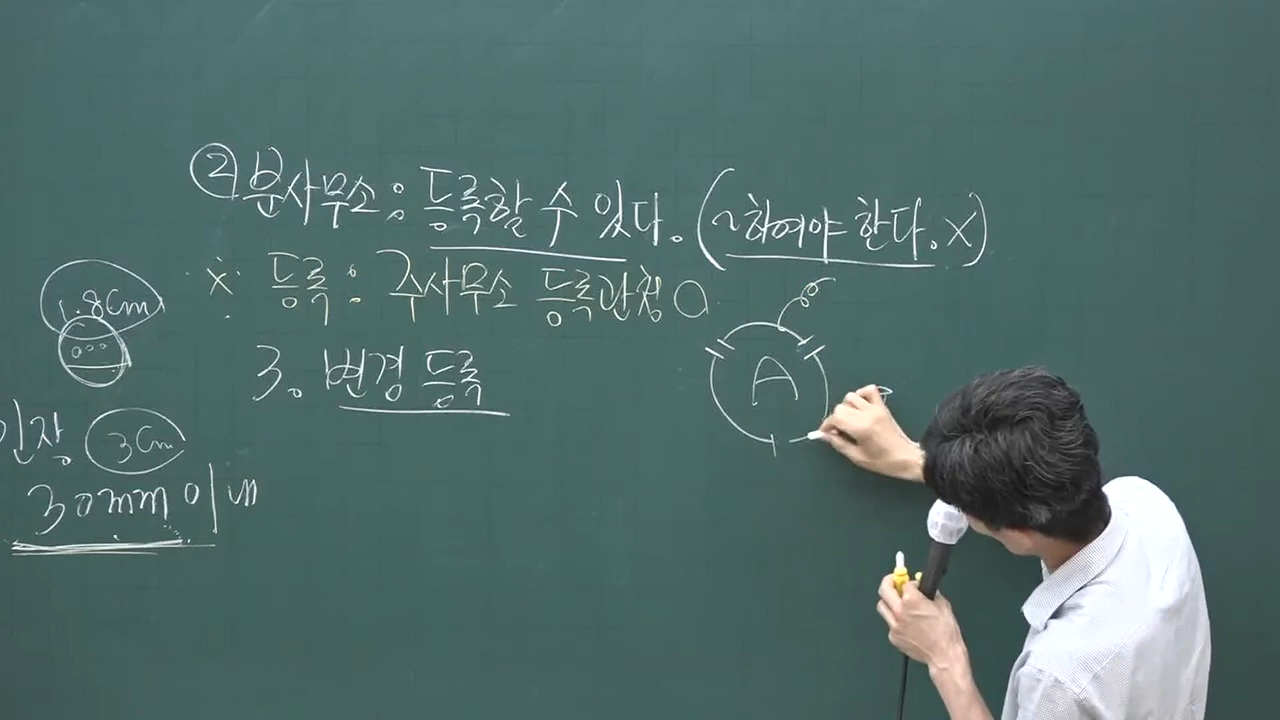 ② 분사무소 : 등록할 수 있다. (~하여야 한다. X)
※ 등록 : 주사무소 등록관청 O
3. 변경 등록
A
1.8Cm
인장 3Cm
30mm 이내